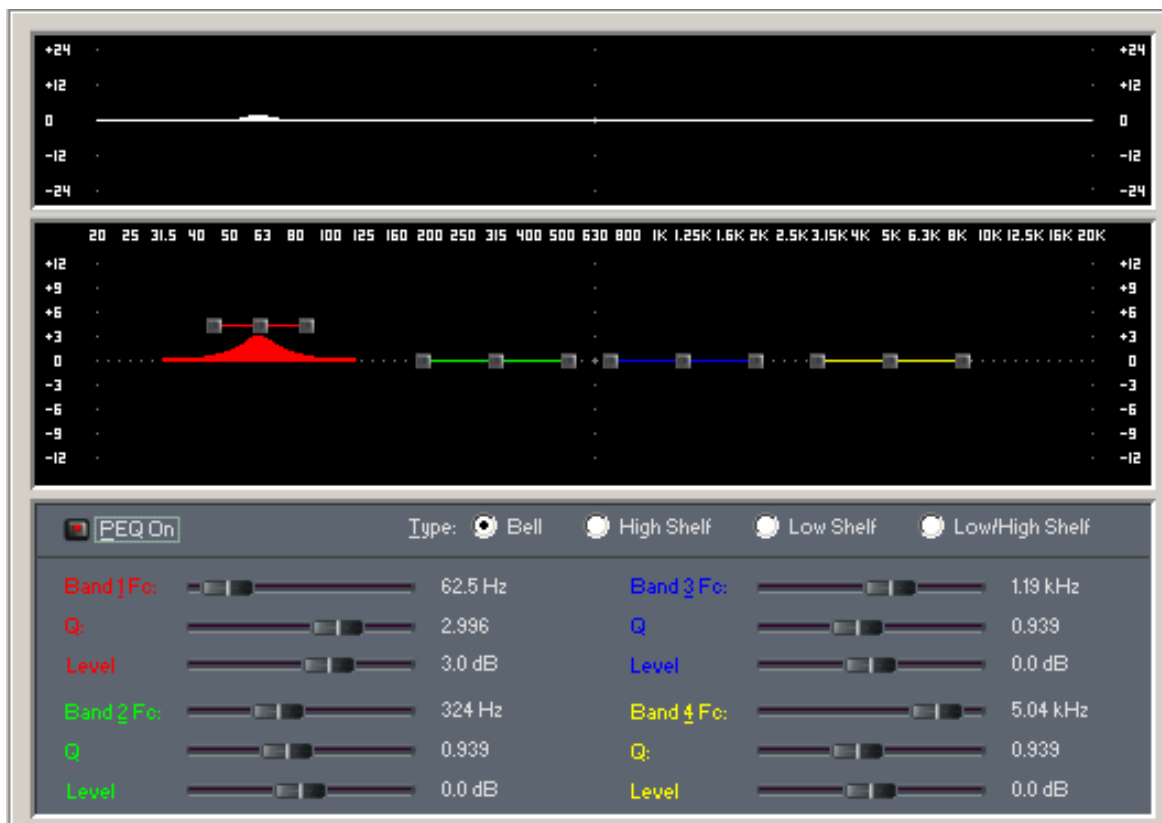 +24 +24
+12 +12
0 0
-12 -12
-24 -24
20 25 31.5 40 50 63 80 100 125 160 200 250 315 400 500 630 800 1K 1.25K 1.6K 2K 2.5K 3.15K 4K 5K 6.3K 8K 10K 12.5K 16K 20K
+12 +12
+9 +9
+6 +6
+3 +3
0 0
-3 -3
-6 -6
-9 -9
-12 -12
PEQ On Type: Bell High Shelf Low Shelf Low/High Shelf
Band 1 Fc: 62.5 Hz Band 3 Fc: 1.19 kHz
Q: 2.996 Q 0.939
Level 3.0 dB Level 0.0 dB
Band 2 Fc: 324 Hz Band 4 Fc: 5.04 kHz
Q 0.939 Q: 0.939
Level 0.0 dB Level 0.0 dB